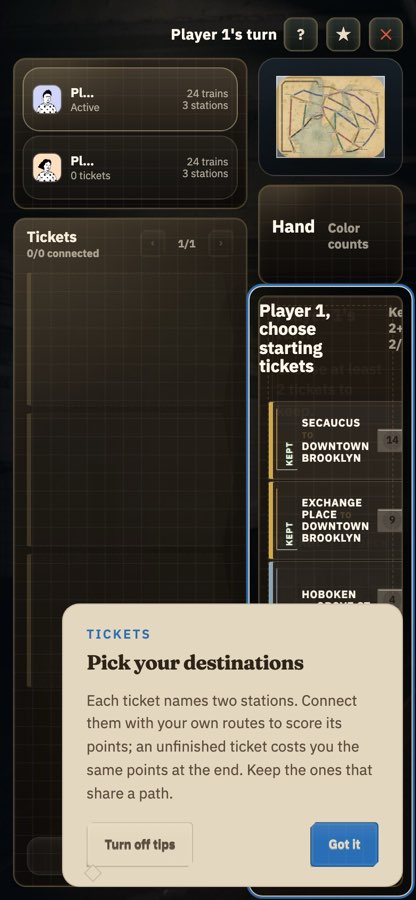 Player 1's turn
?
Pl...
Active
24 trains
3 stations
Pl...
0 tickets
24 trains
3 stations
Tickets
0/0 connected
1/1
Hand
Color
counts
Player 1,
choose
starting
tickets
Ke
2+
2/
KEPT
SECAUCUS
TO
DOWNTOWN
BROOKLYN
14
KEPT
EXCHANGE
PLACE TO
DOWNTOWN
BROOKLYN
9
HOBOKEN
4
TICKETS
Pick your destinations
Each ticket names two stations. Connect
them with your own routes to score its
points; an unfinished ticket costs you the
same points at the end. Keep the ones that
share a path.
Turn off tips
Got it